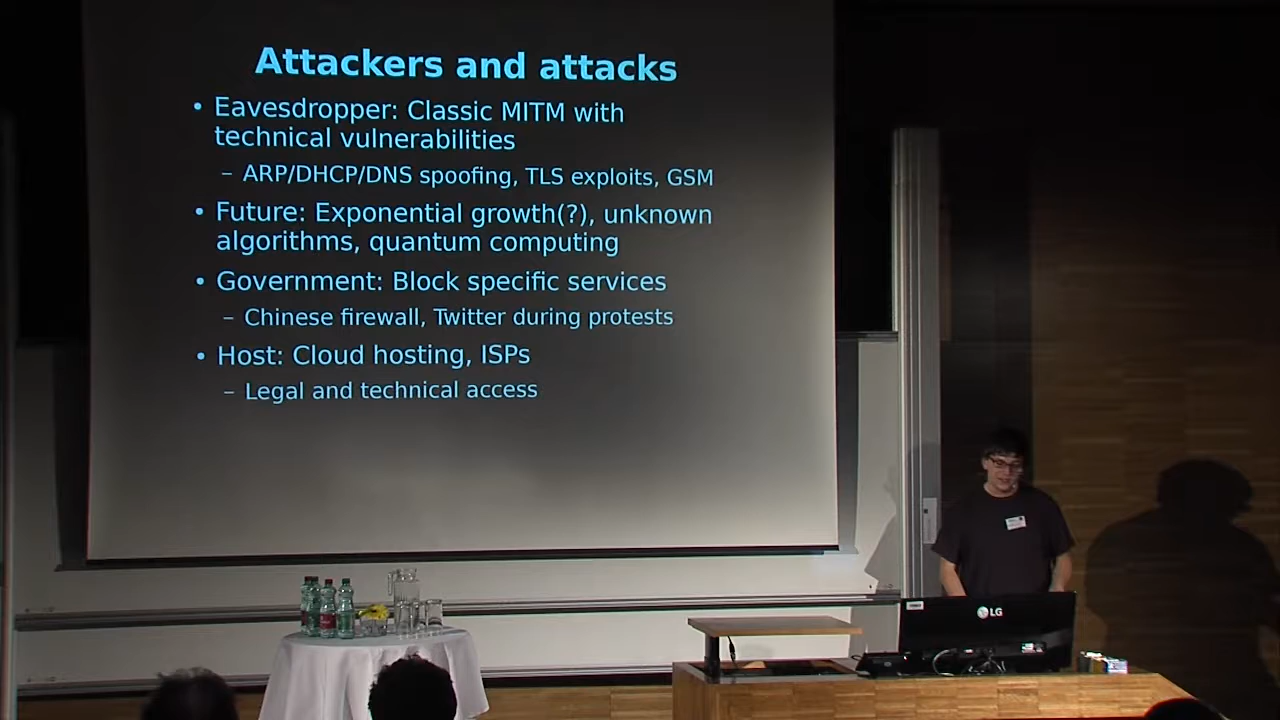 Attackers and attacks
• Eavesdropper: Classic MITM with
technical vulnerabilities
– ARP/DHCP/DNS spoofing, TLS exploits, GSM
• Future: Exponential growth(?), unknown
algorithms, quantum computing
• Government: Block specific services
– Chinese firewall, Twitter during protests
• Host: Cloud hosting, ISPs
– Legal and technical access
LG